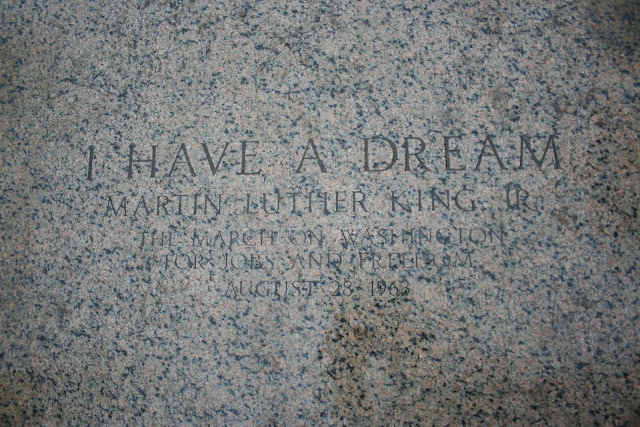 I HAVE A DREAM
MARTIN LUTHER KING, JR.
THE MARCH ON WASHINGTON
FOR JOBS AND FREEDOM
AUGUST 28, 1963